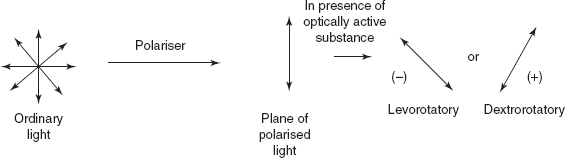 Ordinary
light
Polariser
Plane of
polarised
light
In presence of
optically active
substance
(–)
Levorotatory
or
(+)
Dextrorotatory